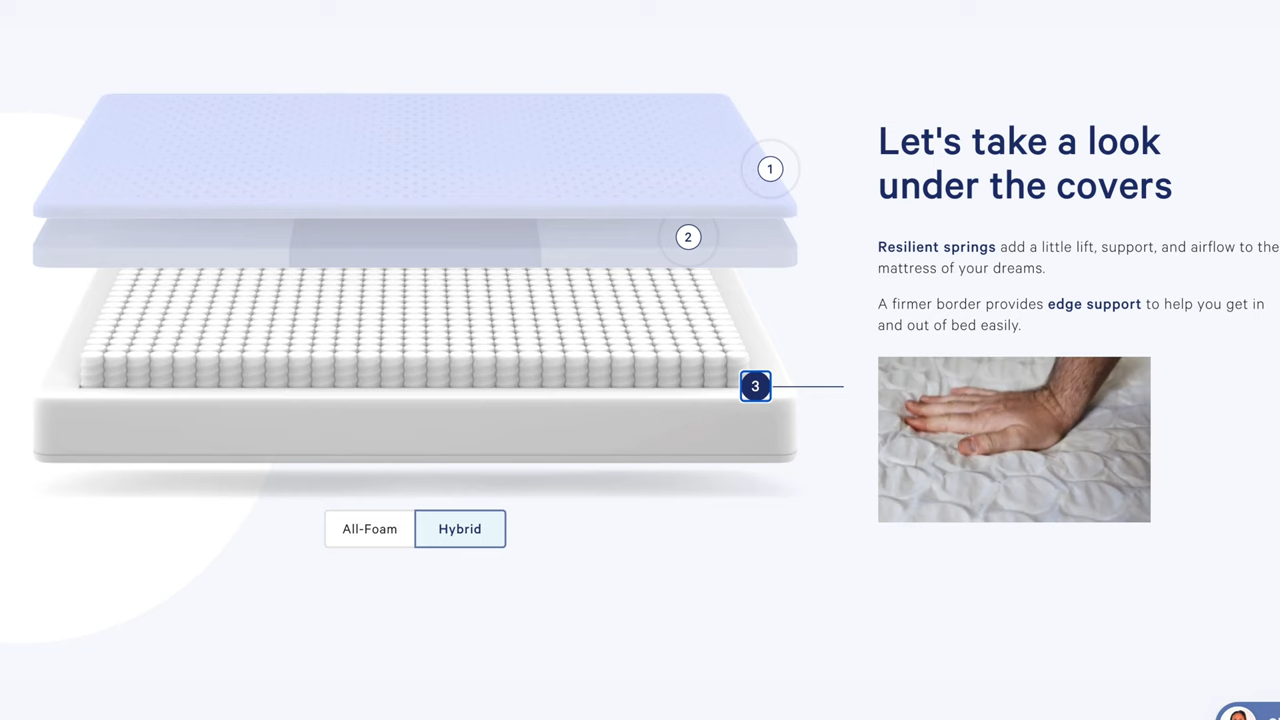 Let's take a look
under the covers
1
2
Resilient springs add a little lift, support, and airflow to the
mattress of your dreams.
A firmer border provides edge support to help you get in
and out of bed easily.
3
All-Foam
Hybrid